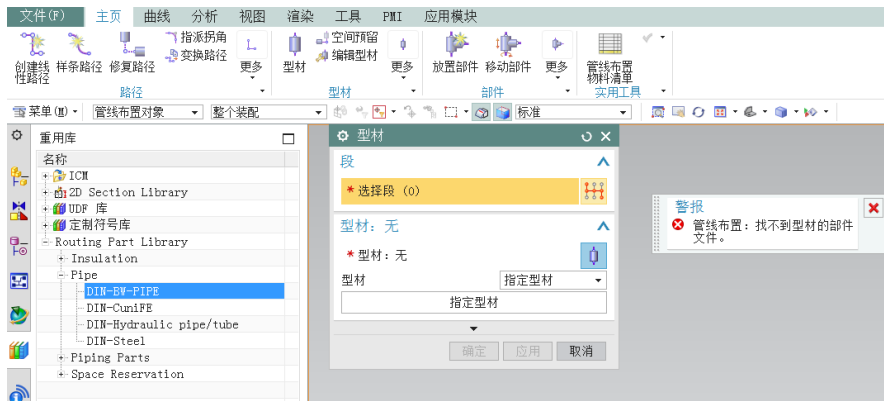 文件(F) 主页 曲线 分析 视图 渲染 工具 PMI 应用模块
创建线性路径 样条路径 修复路径 指派拐角 变换路径 更多 型材 空间预留 编辑型材 更多 放置部件 移动部件 更多 管线布置物料清单
路径 型材 部件 实用工具
菜单(M) 管线布置对象 整个装配 标准
重用库
名称
ICM
2D Section Library
UDF 库
定制符号库
Routing Part Library
Insulation
Pipe
DIN-BW-PIPE
DIN-CuniFE
DIN-Hydraulic pipe/tube
DIN-Steel
Piping Parts
Space Reservation
型材
段
* 选择段 (0)
型材：无
* 型材：无
型材 指定型材
指定型材
确定 应用 取消
警报
管线布置：找不到型材的部件
文件。